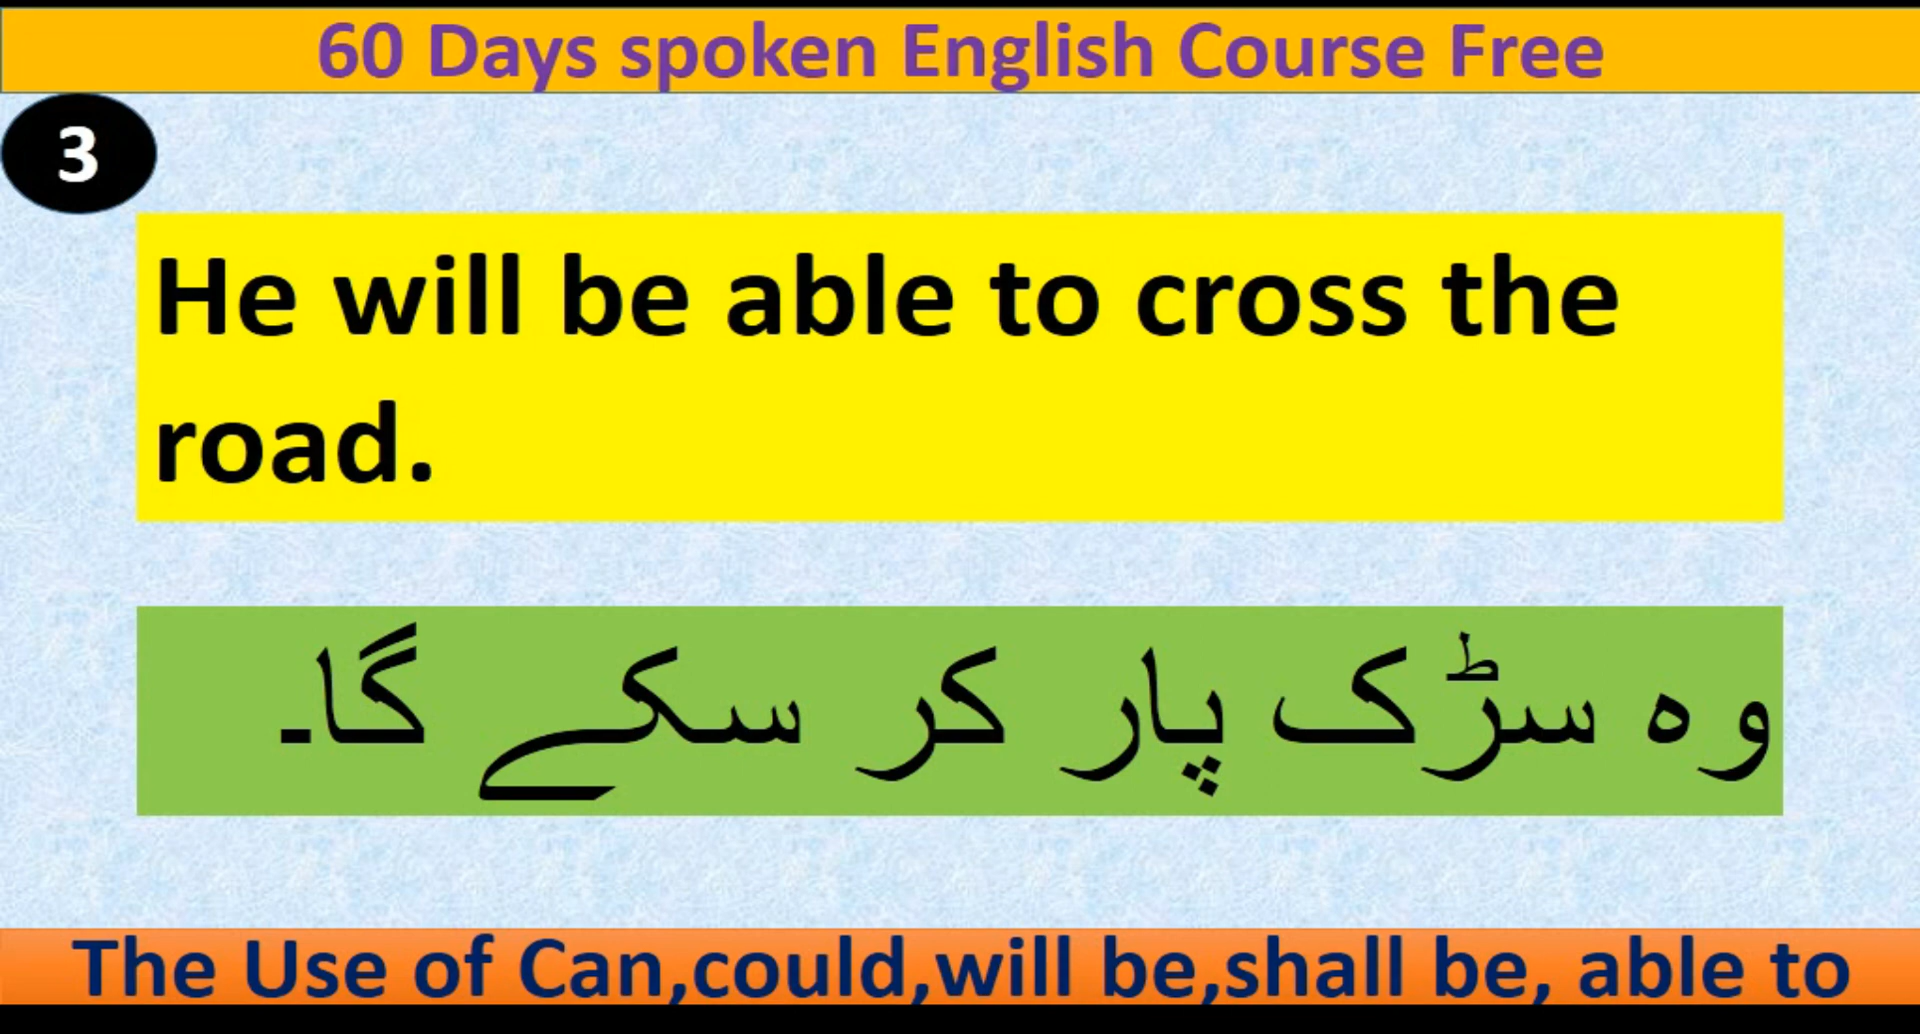 60 Days spoken English Course Free
3
He will be able to cross the
road.
وہ سڑک پار کر سکے گا۔
The Use of Can,could,will be,shall be, able to